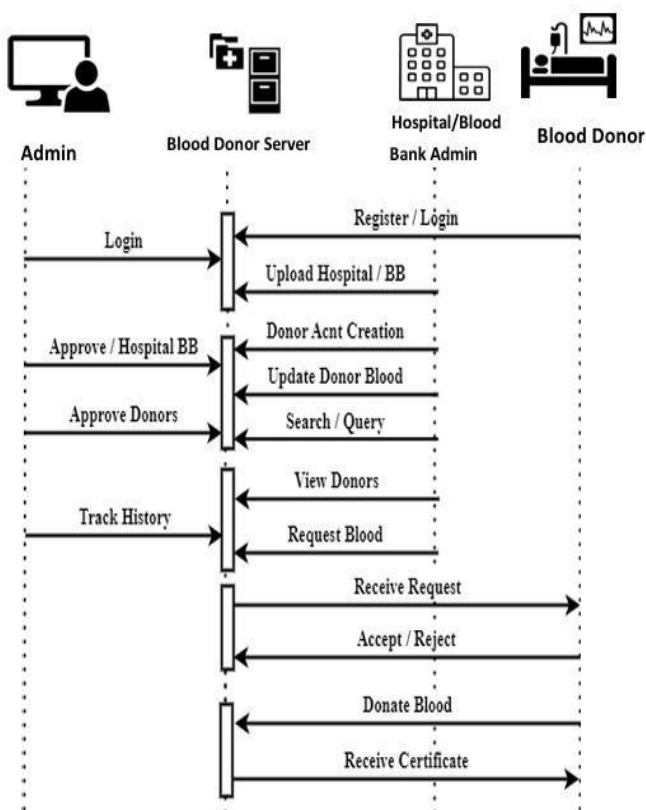 Admin
Blood Donor Server
Hospital/Blood
Bank Admin
Blood Donor
Register / Login
Login
Upload Hospital / BB
Donor Acnt Creation
Approve / Hospital BB
Update Donor Blood
Approve Donors
Search / Query
View Donors
Track History
Request Blood
Receive Request
Accept / Reject
Donate Blood
Receive Certificate